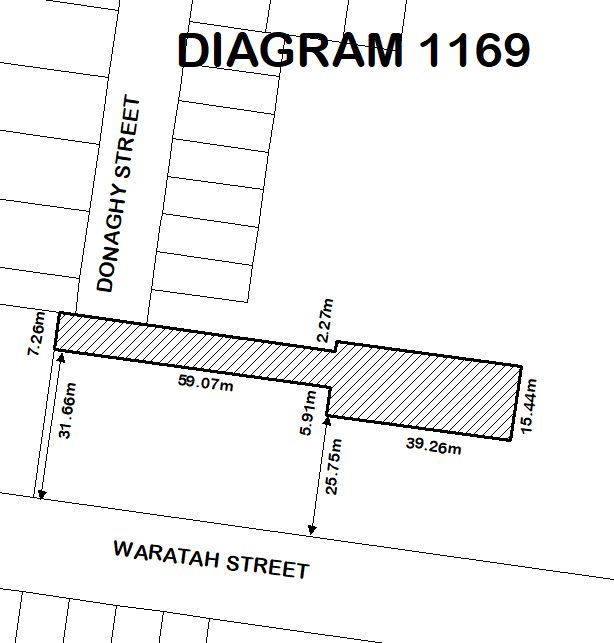 DIAGRAM 1169
DONAGHY STREET
2.27m
7.26m
59.07m
31.66m
5.91m
15.44m
39.26m
25.75m
WARATAH STREET